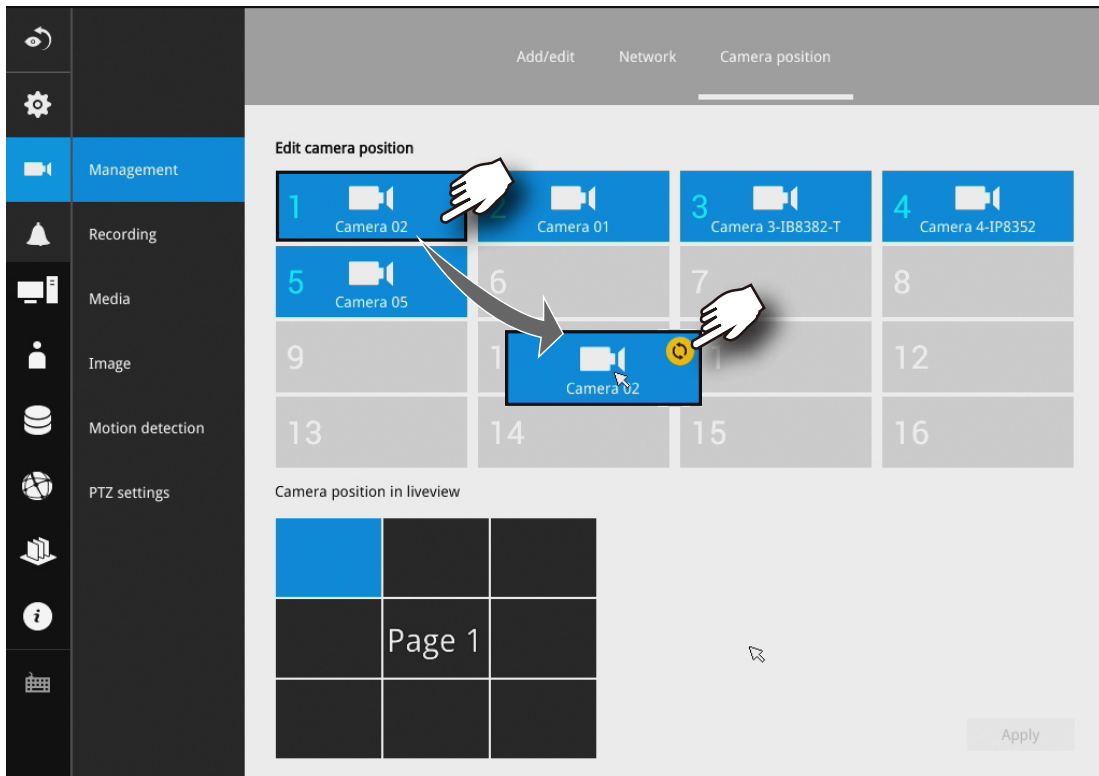 Add/edit Network Camera position
Edit camera position
Management
Recording
Media
Image
Motion detection
PTZ settings
1 Camera 02
2 Camera 01
3 Camera 3-IB8382-T
4 Camera 4-IP8352
5 Camera 05
6
7
8
9
1
Camera 02
1
12
13
14
15
16
Camera position in liveview
Page 1
i
Apply